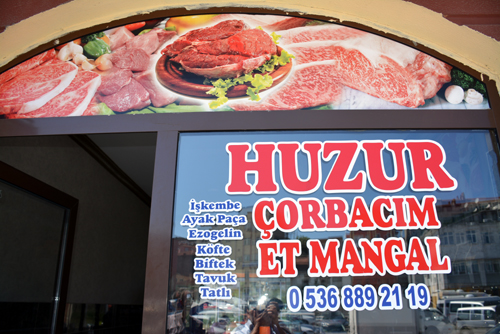 HUZUR
ÇORBACIM
ET MANGAL
0 536 889 21 19
İşkembe
Ayak Paça
Ezogelin
Köfte
Biftek
Tavuk
Tatlı